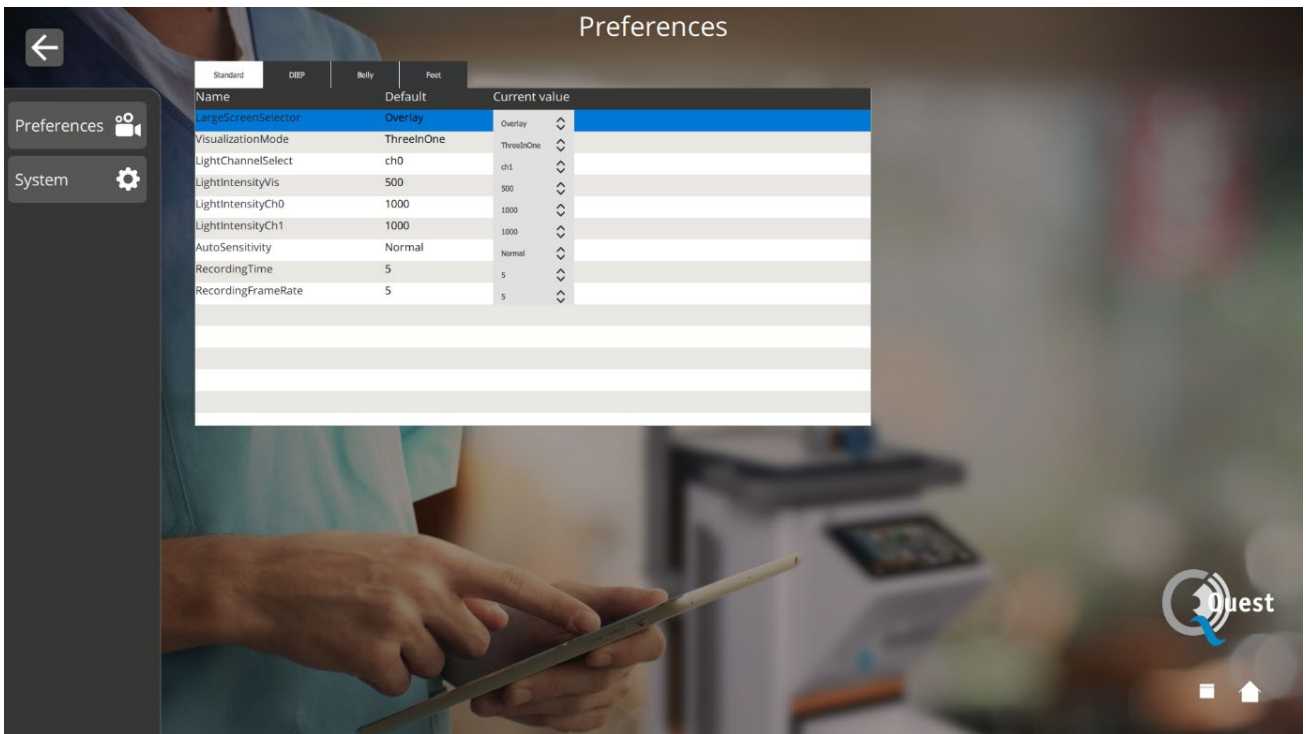 Preferences
Preferences
System
Standard DIEP Belly Feet
Name Default Current value
LargeScreenSelector Overlay Overlay
VisualizationMode ThreeInOne ThreeInOne
LightChannelSelect ch0 ch1
LightIntensityVis 500 500
LightIntensityCh0 1000 1000
LightIntensityCh1 1000 1000
AutoSensitivity Normal Normal
RecordingTime 5 5
RecordingFrameRate 5 5
Quest